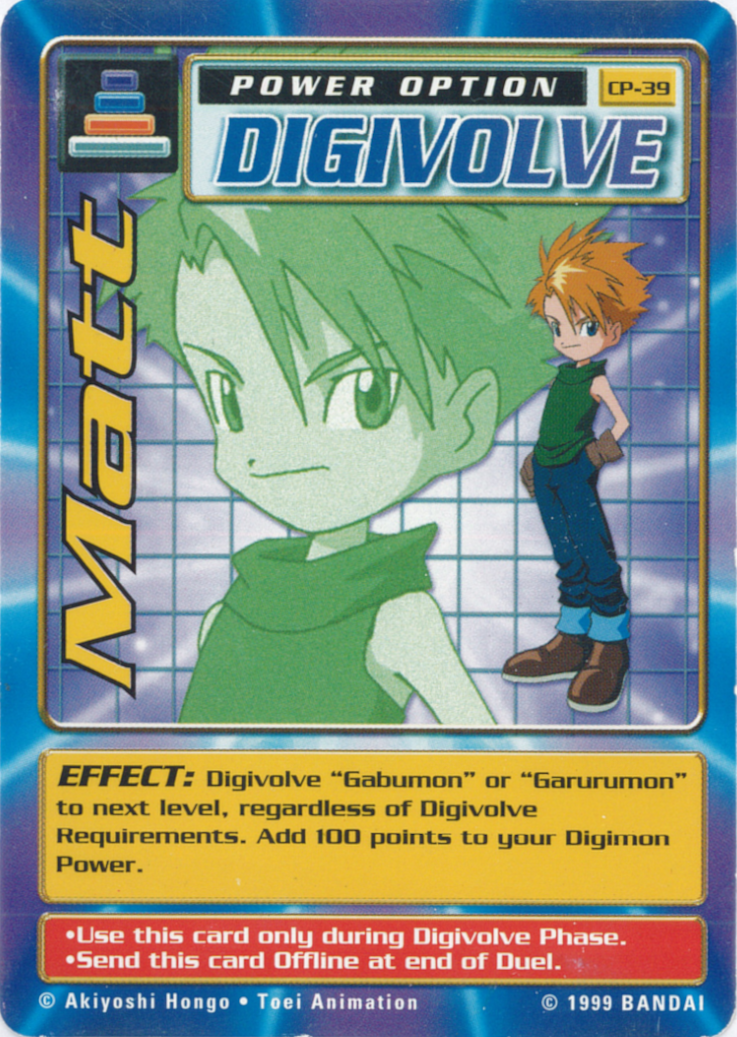 POWER OPTION
CP-39
DIGIVOLVE
Matt
EFFECT: Digivolve “Gabumon” or “Garurumon”
to next level, regardless of Digivolve
Requirements. Add 100 points to your Digimon
Power.
•Use this card only during Digivolve Phase.
•Send this card Offline at end of Duel.
© Akiyoshi Hongo • Toei Animation
© 1999 BANDAI